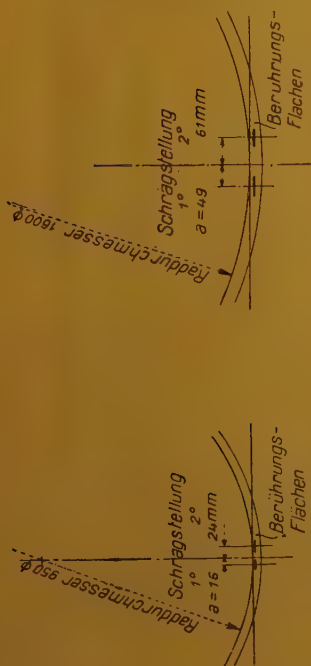 Raddurchmesser 950 ⌀
Schrägstellung
1° 2°
a = 16 24mm
Berührungs-
Flächen
Raddurchmesser 1600 ⌀
Schrägstellung
1° 2°
a = 49 61mm
Berührungs-
Flächen